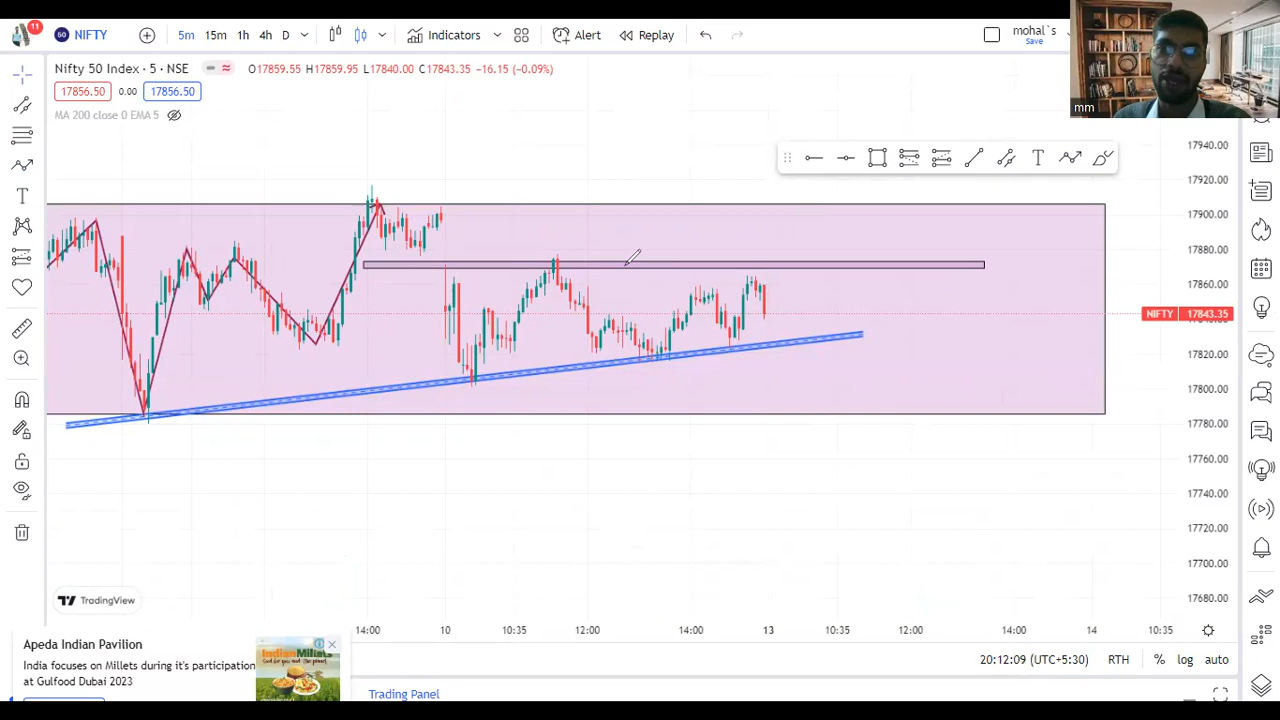 11
50 NIFTY
5m 15m 1h 4h D
Indicators
Alert
Replay
mohal`s
Save
mm
Nifty 50 Index · 5 · NSE
O17859.55 H17859.95 L17840.00 C17843.35 -16.15 (-0.09%)
17856.50 0.00 17856.50
MA 200 close 0 EMA 5
T
T
17940.00
17920.00
17900.00
17880.00
17860.00
NIFTY 17843.35
17820.00
17800.00
17780.00
17760.00
17740.00
17720.00
17700.00
17680.00
TradingView
14:00 10 10:35 12:00 14:00 13 10:35 12:00 14:00 14 10:35
Apeda Indian Pavilion
India focuses on Millets during it's participation
at Gulfood Dubai 2023
Indian
Millets
20:12:09 (UTC+5:30) RTH % log auto
Trading Panel